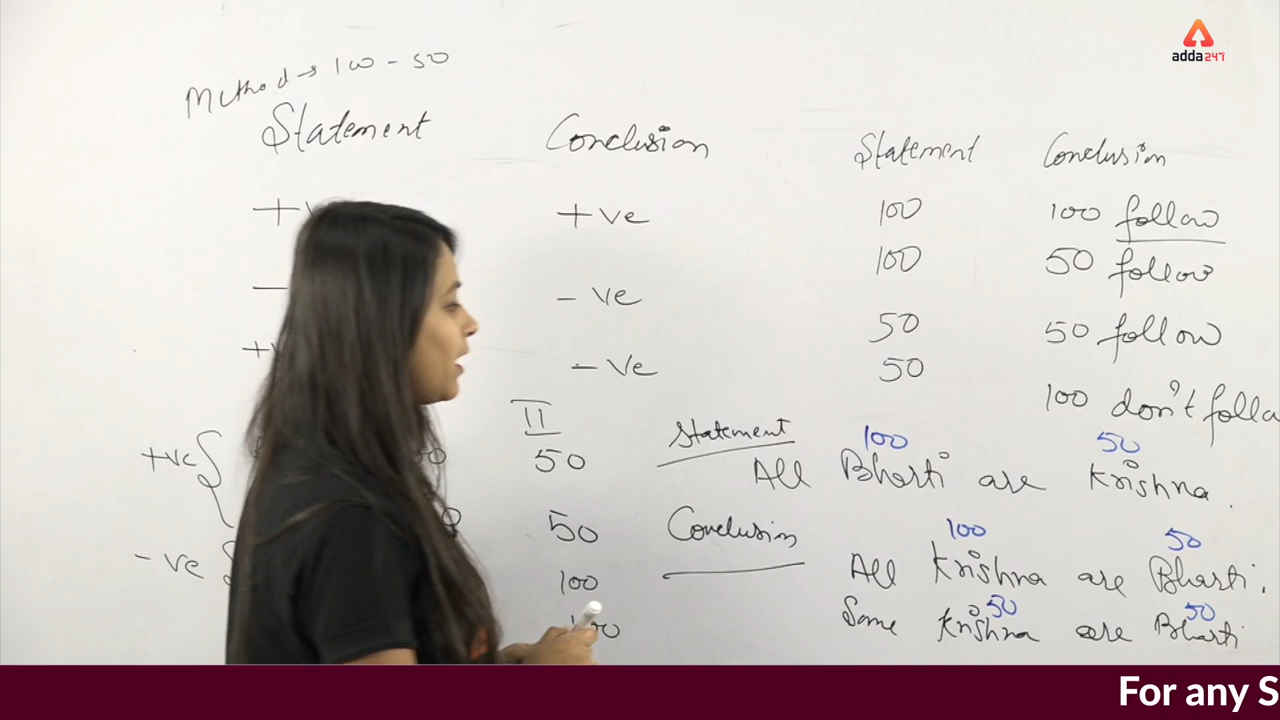 adda247
Method → 100 - 50
Statement Conclusion
+ve
- ve
- ve
II
+ve 50
50
- ve 100
Statement Conclusion
100 100 follow
100 50 follow
50 50 follow
50
100 don't follo
Statement
100 50
All Bharti are Krishna.
Conclusion
100 50
All Krishna are Bharti.
50 50
Some Krishna are Bharti
For any S